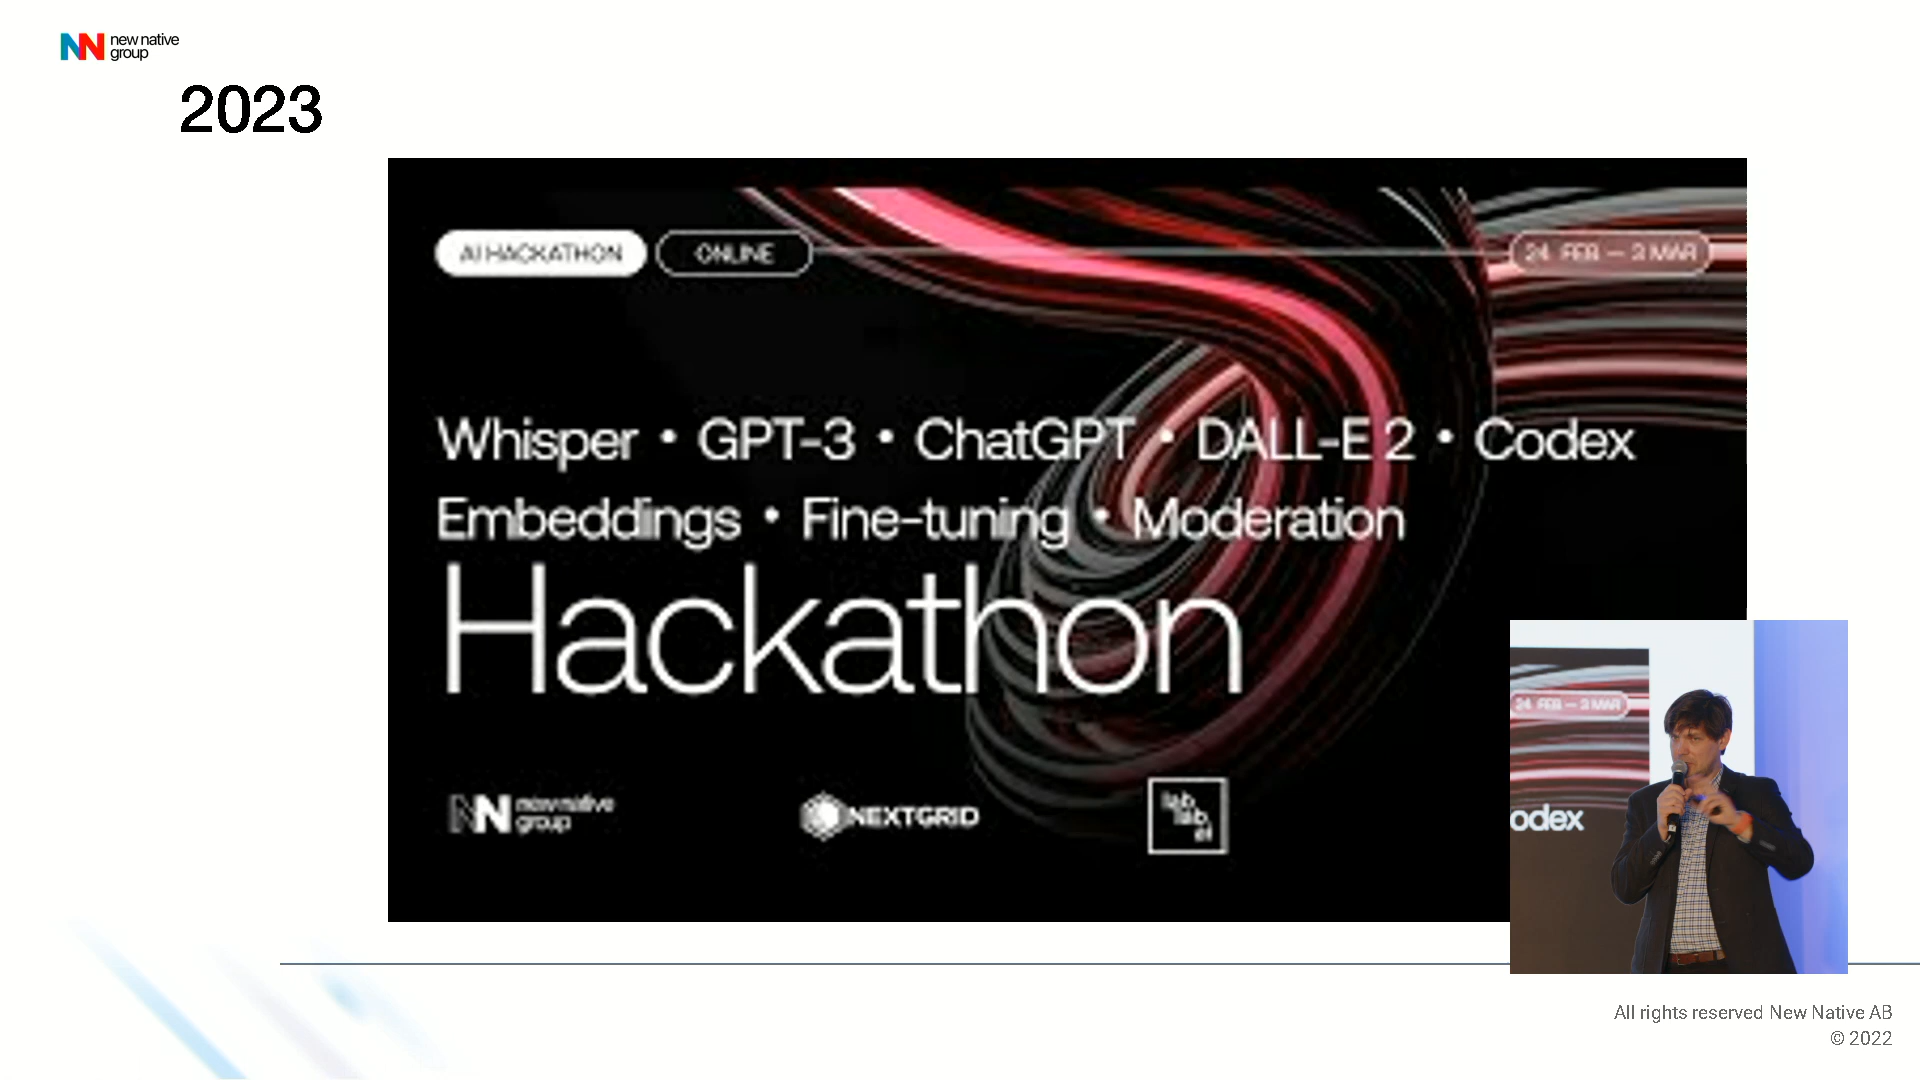 new native
group
2023
AI HACKATHON
ONLINE
24 FEB — 3 MAR
Whisper • GPT-3 • ChatGPT • DALL-E 2 • Codex
Embeddings • Fine-tuning • Moderation
Hackathon
NN new native
group
NEXTGRID
lab
lab
ai
24 FEB — 3 MAR
odex
All rights reserved New Native AB
© 2022